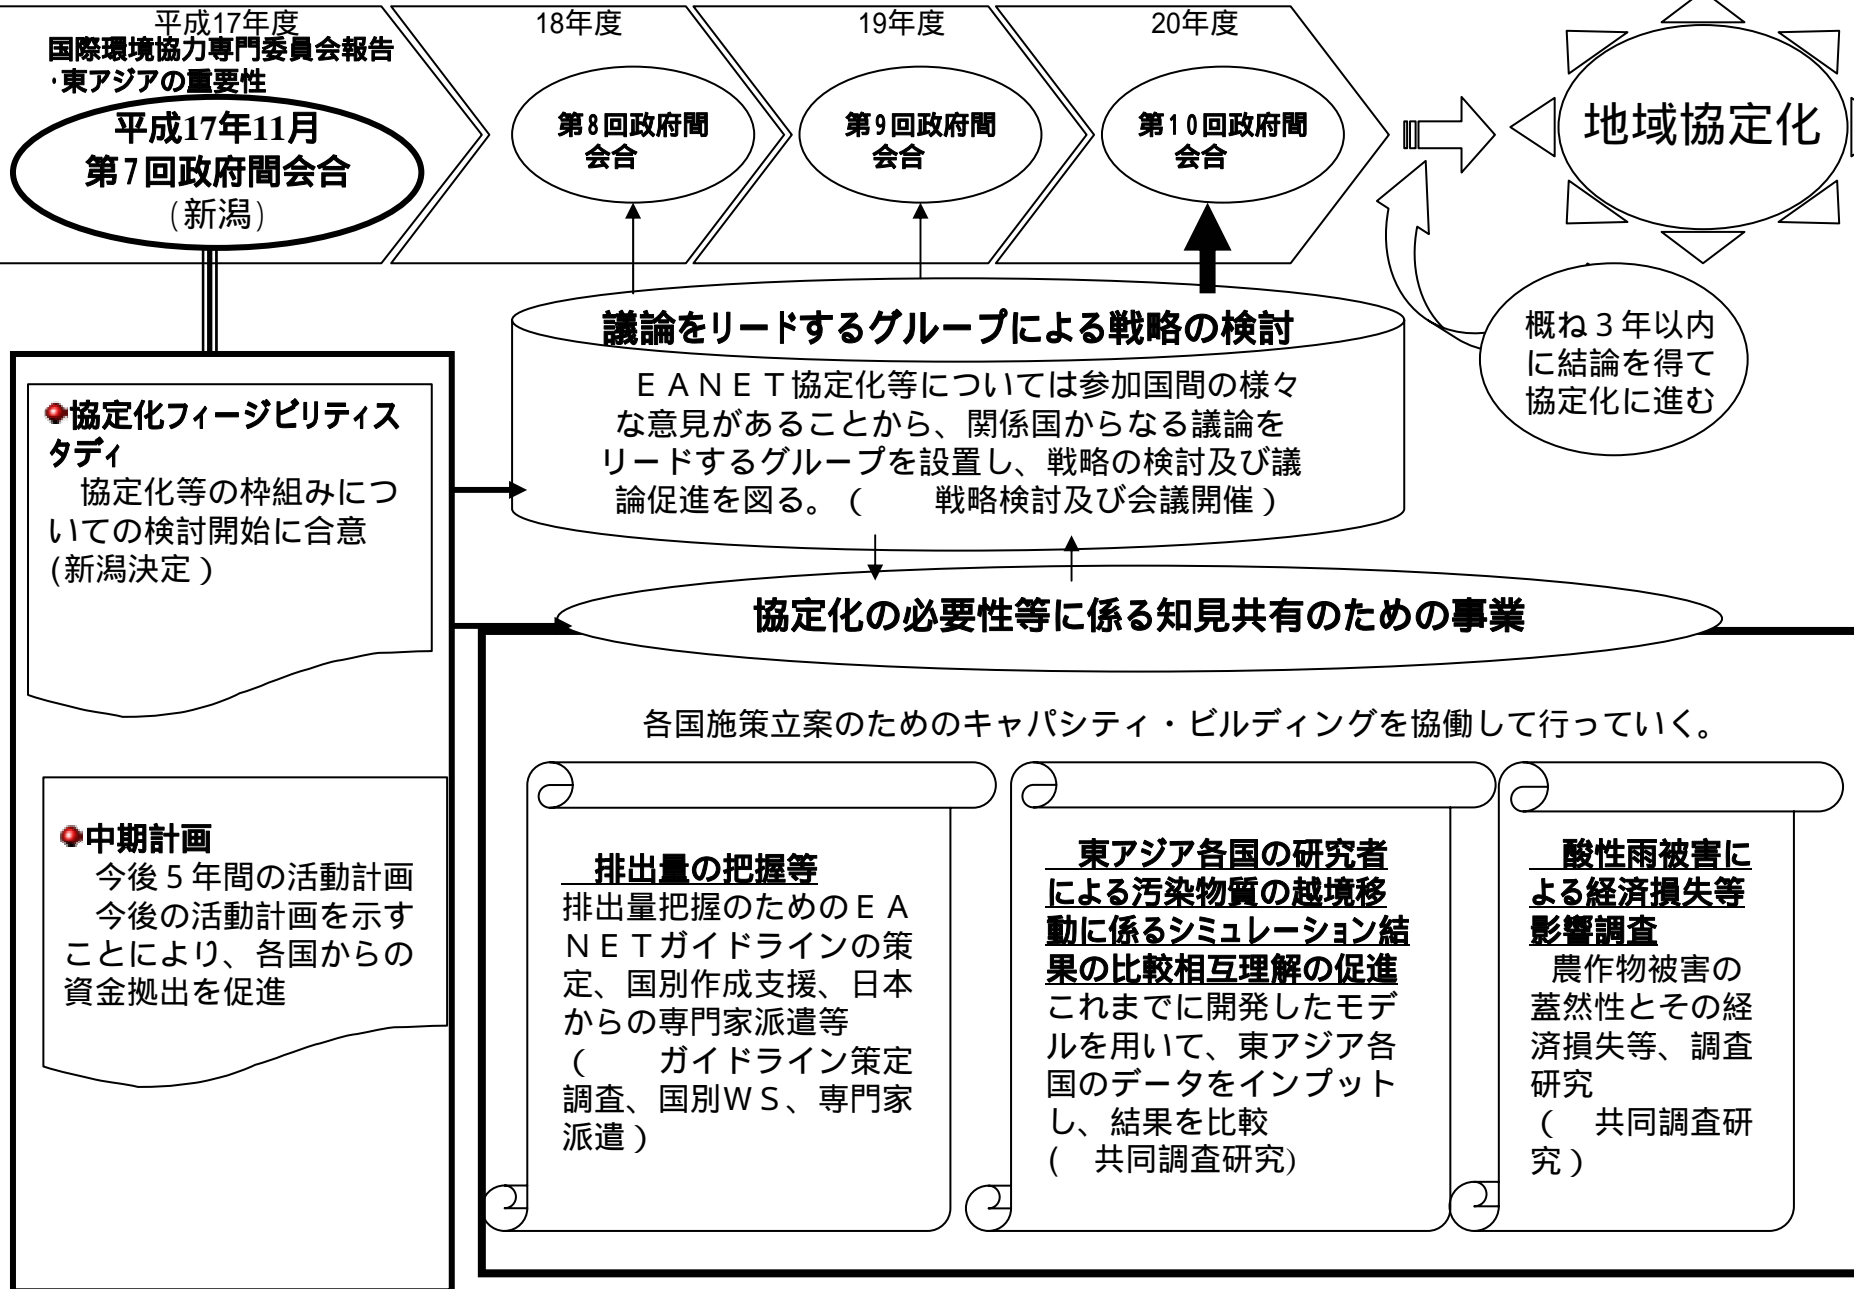 平成17年度
国際環境協力専門委員会報告
・東アジアの重要性
平成17年11月
第7回政府間会合
(新潟)
18年度
第8回政府間
会合
19年度
第9回政府間
会合
20年度
第10回政府間
会合
地域協定化
概ね3年以内
に結論を得て
協定化に進む
議論をリードするグループによる戦略の検討
EANET協定化等については参加国間の様々
な意見があることから、関係国からなる議論を
リードするグループを設置し、戦略の検討及び議
論促進を図る。(　　戦略検討及び会議開催)
協定化フィージビリティス
タディ
協定化等の枠組みにつ
いての検討開始に合意
(新潟決定)
中期計画
今後5年間の活動計画
今後の活動計画を示す
ことにより、各国からの
資金拠出を促進
協定化の必要性等に係る知見共有のための事業
各国施策立案のためのキャパシティ・ビルディングを協働して行っていく。
排出量の把握等
排出量把握のためのEA
NETガイドラインの策
定、国別作成支援、日本
からの専門家派遣等
(　　ガイドライン策定
調査、国別WS、専門家
派遣)
東アジア各国の研究者
による汚染物質の越境移
動に係るシミュレーション結
果の比較相互理解の促進
これまでに開発したモデ
ルを用いて、東アジア各
国のデータをインプット
し、結果を比較
(　共同調査研究)
酸性雨被害に
よる経済損失等
影響調査
農作物被害の
蓋然性とその経
済損失等、調査
研究
(　共同調査研
究)